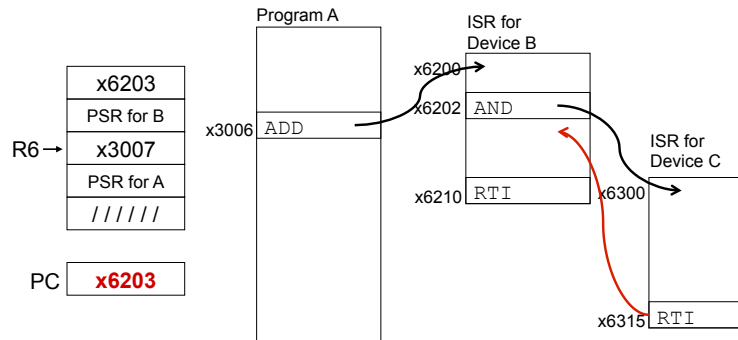 Program A
ISR for
Device B
x6200
x6203
PSR for B
x6202 AND
R6
x3007
x3006 ADD
ISR for
Device C
PSR for A
x6210 RTI
x6300
//////
PC x6203
x6315 RTI